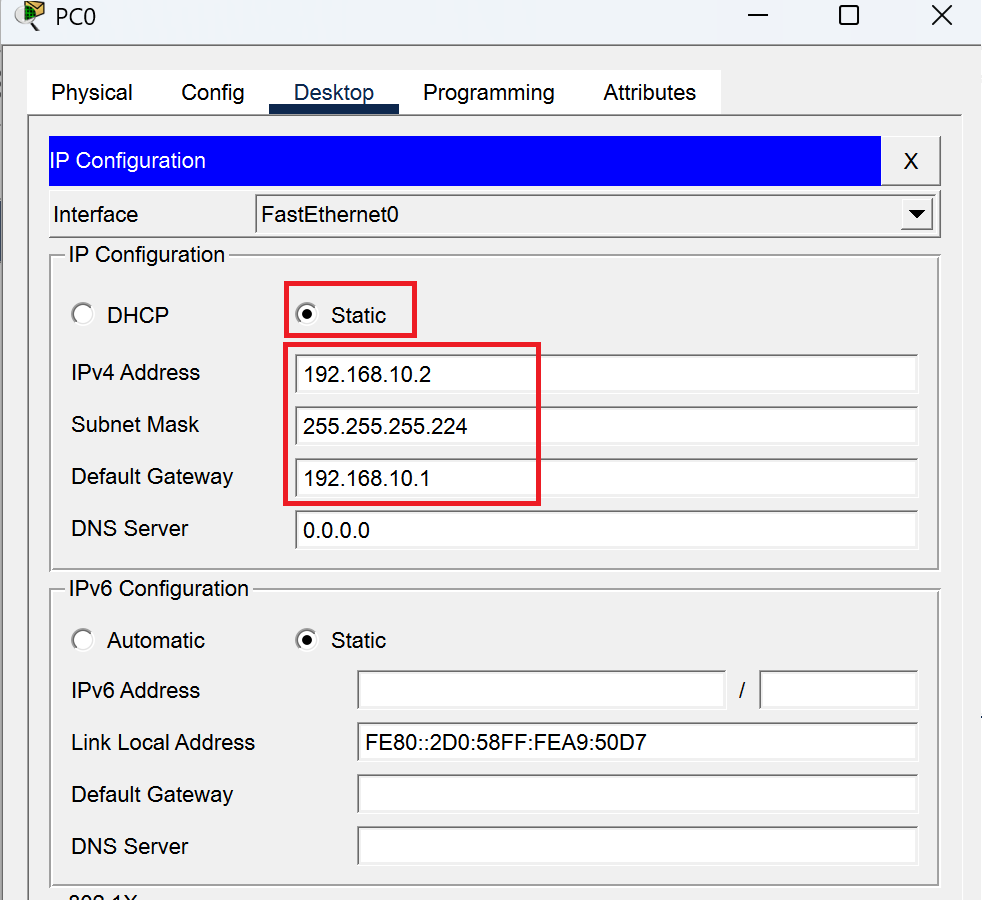 PC0
Physical Config Desktop Programming Attributes
IP Configuration X
Interface FastEthernet0
IP Configuration
DHCP Static
IPv4 Address 192.168.10.2
Subnet Mask 255.255.255.224
Default Gateway 192.168.10.1
DNS Server 0.0.0.0
IPv6 Configuration
Automatic Static
IPv6 Address /
Link Local Address FE80::2D0:58FF:FEA9:50D7
Default Gateway
DNS Server